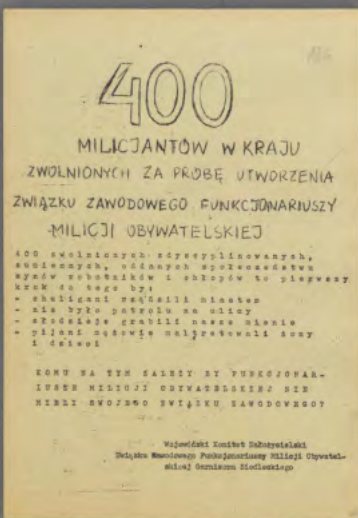 400
MILICJANTÓW W KRAJU
ZWOLNIONYCH ZA PRÓBĘ UTWORZENIA
ZWIĄZKU ZAWODOWEGO FUNKCJONARIUSZY
MILICJI OBYWATELSKIEJ
400 zwolnionych zdyscyplinowanych,
sumiennych, oddanych społeczeństwu
synów robotników i chłopów to pierwszy
krok do tego by:
- chuligani rządzili miastem
- nie było patrolu na ulicy
- złodzieje grabili nasze mienie
- pijani mężowie maltretowali żony
i dzieci
KOMU NA TYM ZALEŻY BY FUNKCJONAR-
IUSZE MILICJI OBYWATELSKIEJ NIE
MIELI SWOJEGO ZWIĄZKU ZAWODOWEGO?
Wojewódzki Komitet Założycielski
Związku Zawodowego Funkcjonariuszy Milicji Obywatel-
skiej Garnizonu Siedleckiego